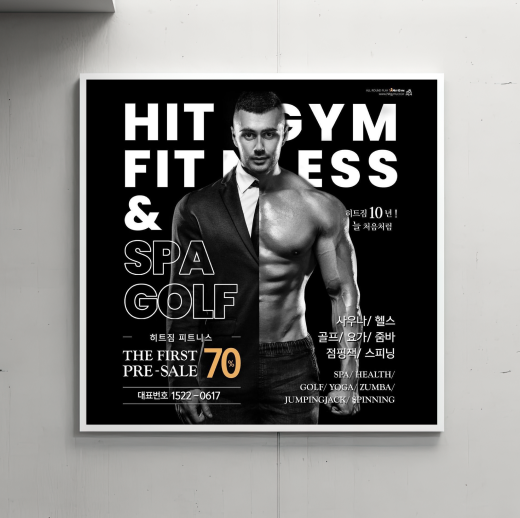 HIT GYM
FITNESS
&
SPA
GOLF
히트짐 10년!
늘 처음처럼
히트짐 피트니스
THE FIRST
PRE-SALE
70%
대표번호 1522-0617
사우나/ 헬스
골프/ 요가/ 줌바
점핑잭/ 스피닝
SPA/ HEALTH/
GOLF/ YOGA/ ZUMBA/
JUMPINGJACK/ SPINNING